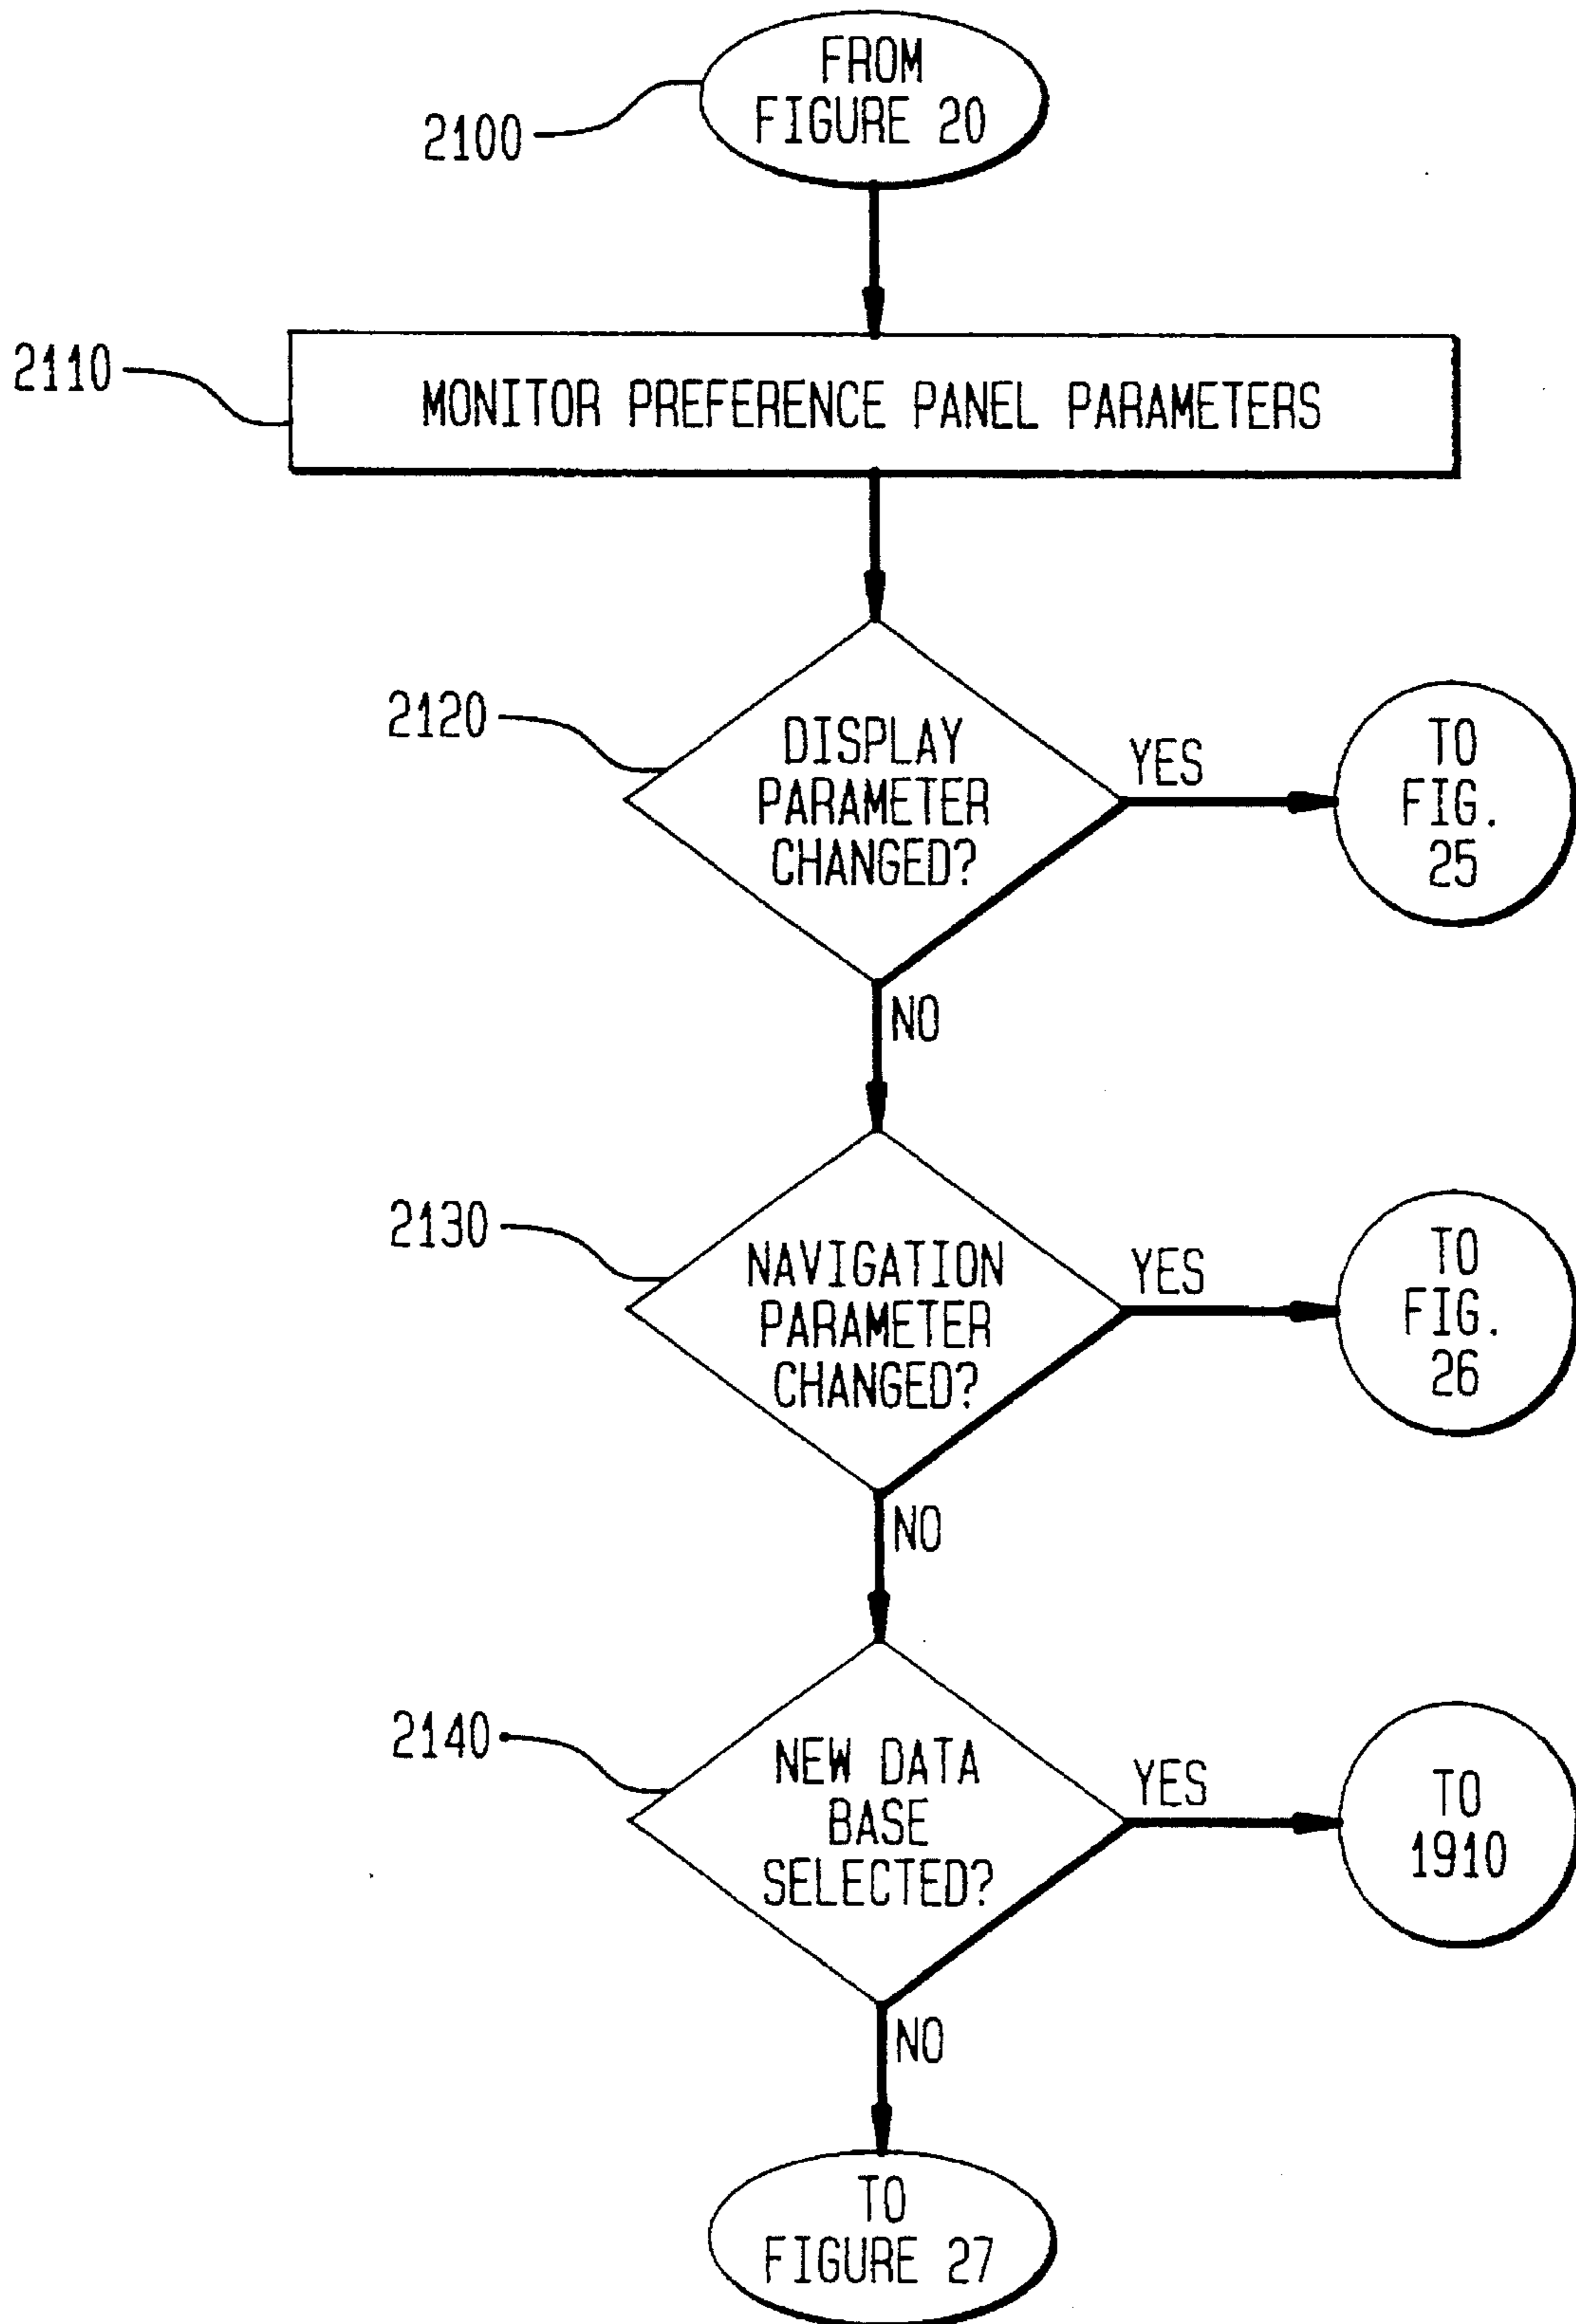 FROM
FIGURE 20
2100
2110
MONITOR PREFERENCE PANEL PARAMETERS
2120
DISPLAY
PARAMETER
CHANGED?
YES
TO
FIG.
25
NO
2130
NAVIGATION
PARAMETER
CHANGED?
YES
TO
FIG.
26
NO
2140
NEW DATA
BASE
SELECTED?
YES
TO
1910
NO
TO
FIGURE 27